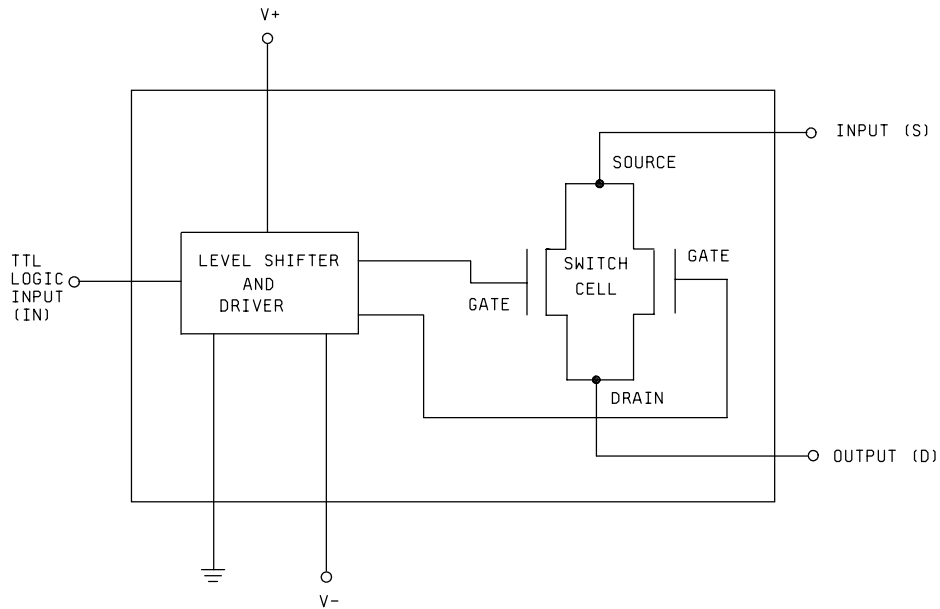 V+
INPUT (S)
SOURCE
TTL
LOGIC
INPUT
(IN)
LEVEL SHIFTER
AND
DRIVER
GATE
SWITCH
CELL
GATE
DRAIN
OUTPUT (D)
V-